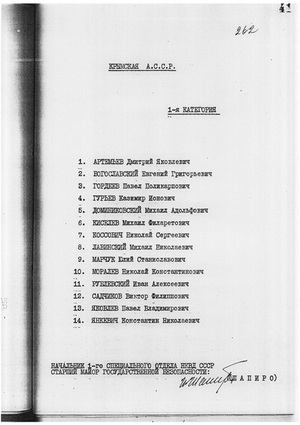 41
262
КРЫМСКАЯ А.С.С.Р.
1-я КАТЕГОРИЯ
1. АРТЕМЬЕВ Дмитрий Яковлевич
2. БОГОСЛАВСКИЙ Евгений Григорьевич
3. ГОРДЕЕВ Павел Поликарпович
4. ГУРЬЕВ Казимир Ионович
5. ДОМИНИКОВСКИЙ Михаил Адольфович
6. КИСЕЛЕВ Михаил Филаретович
7. КОССОВИЧ Николай Сергеевич
8. ЛАВИНСКИЙ Михаил Николаевич
9. МАРЧУК Юлий Станиславович
10. МОРАЛЕВ Николай Константинович
11. РУБЛЕВСКИЙ Иван Алексеевич
12. САДЧИКОВ Виктор Филиппович
13. ЯКОВЛЕВ Павел Владимирович
14. ЯНКЕВИЧ Константин Николаевич
НАЧАЛЬНИК 1-го СПЕЦИАЛЬНОГО ОТДЕЛА НКВД СССР
СТАРШИЙ МАЙОР ГОСУДАРСТВЕННОЙ БЕЗОПАСНОСТИ:
(ШАПИРО)